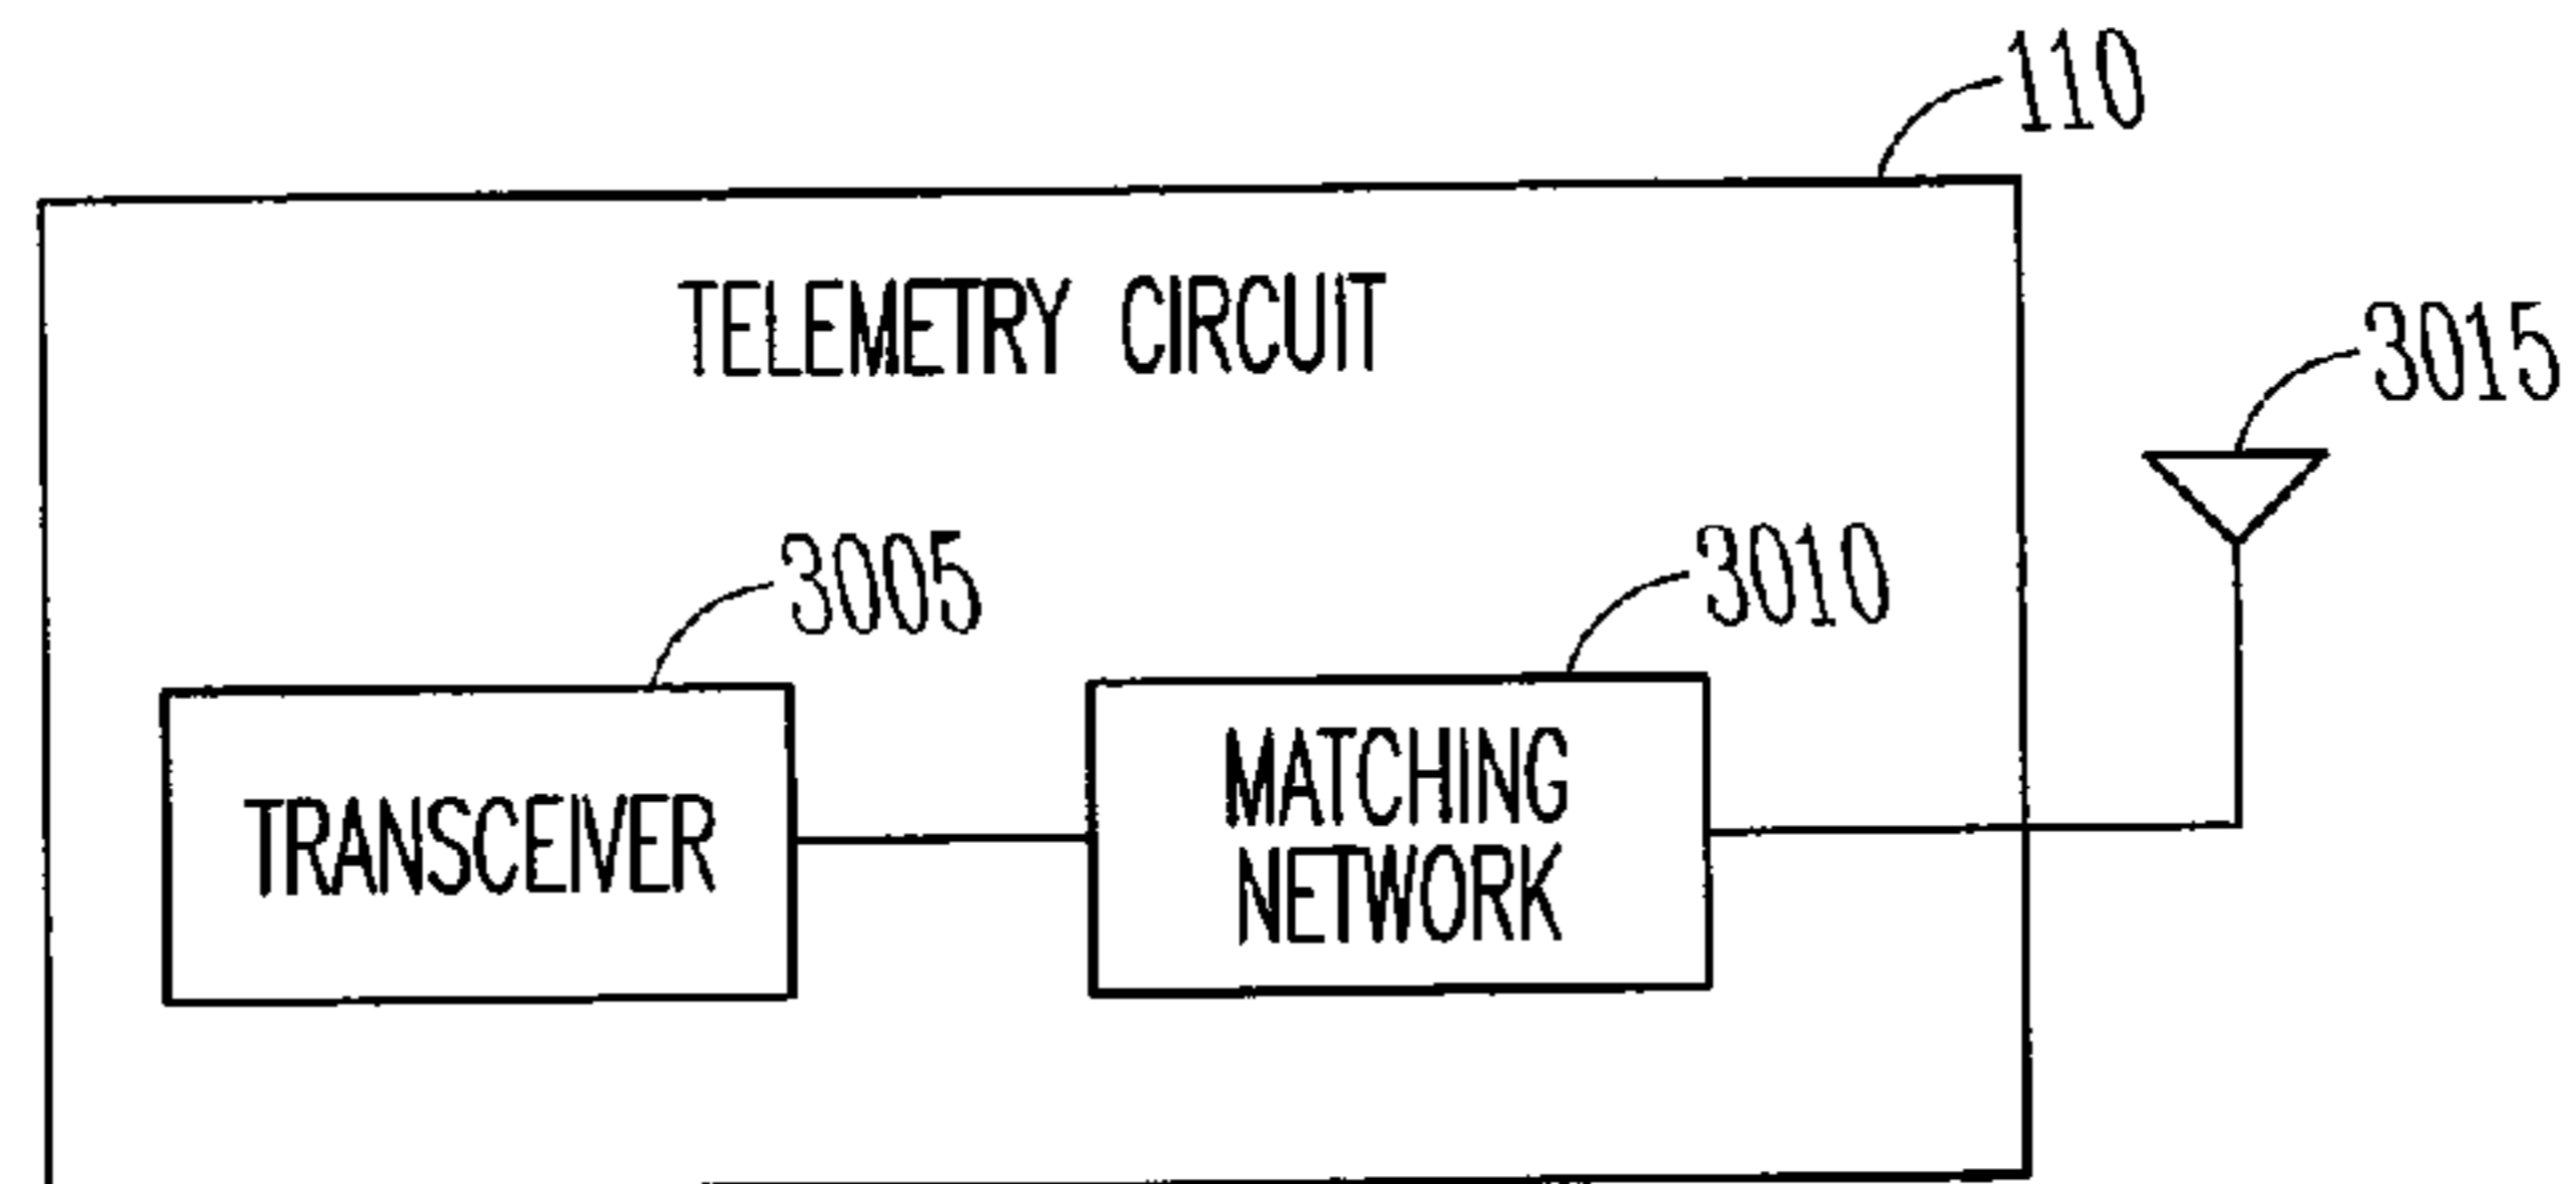 110
TELEMETRY CIRCUIT
3015
3005
3010
TRANSCEIVER
MATCHING
NETWORK